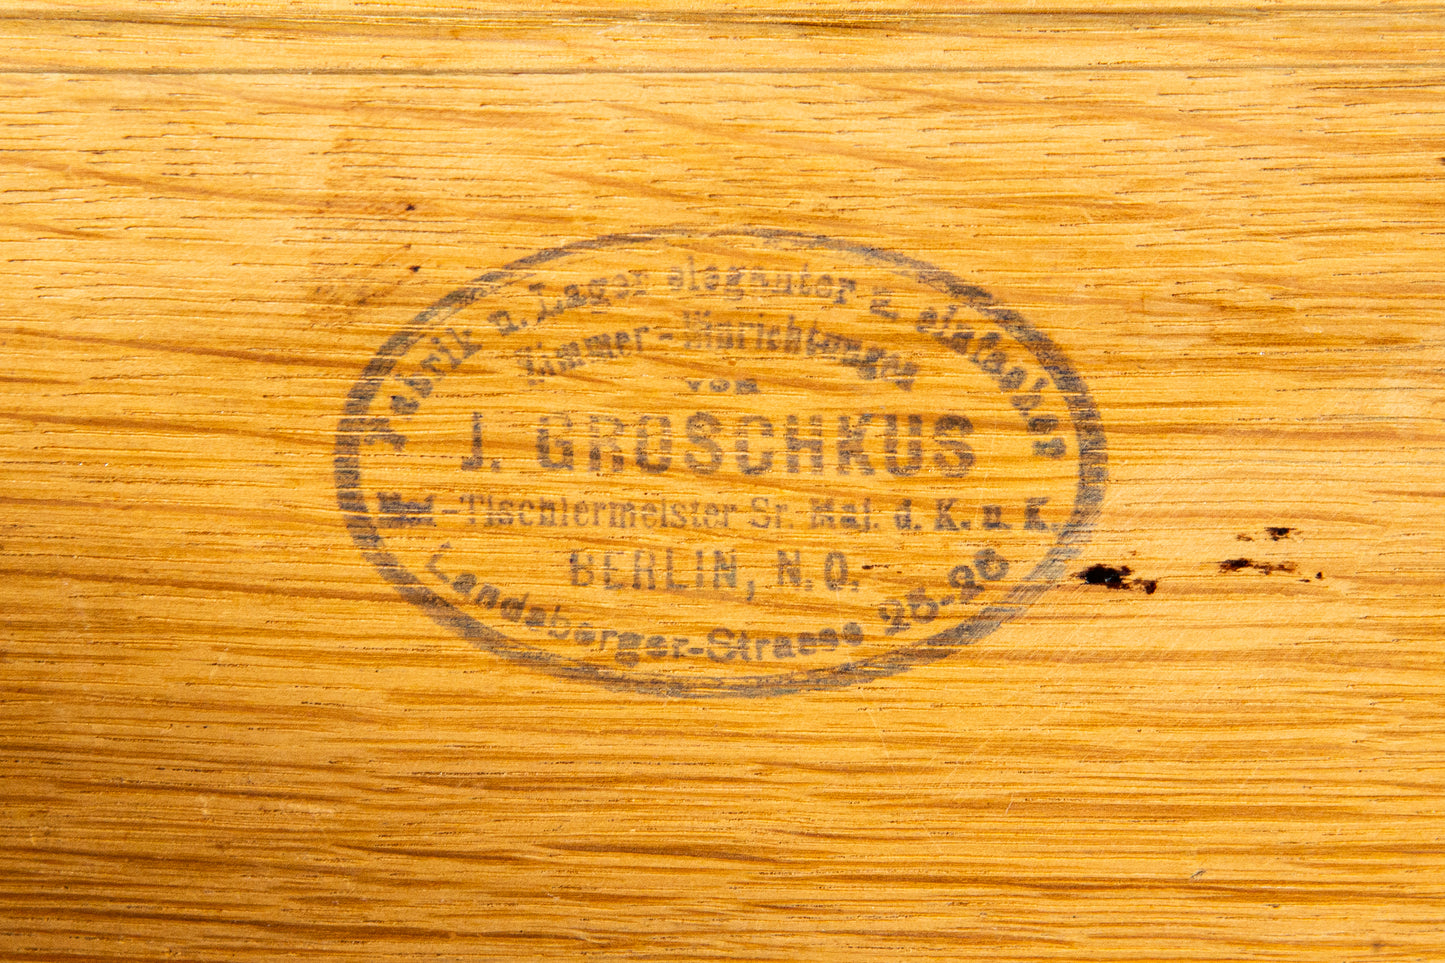 Fabrik u. Lager eleganter u. einfacher
Zimmer-Einrichtungen
von
J. GROSCHKUS
-Tischlermeister Sr. Maj. d. K. u. K.
BERLIN, N.O.
Landsberger-Strasse 25-26